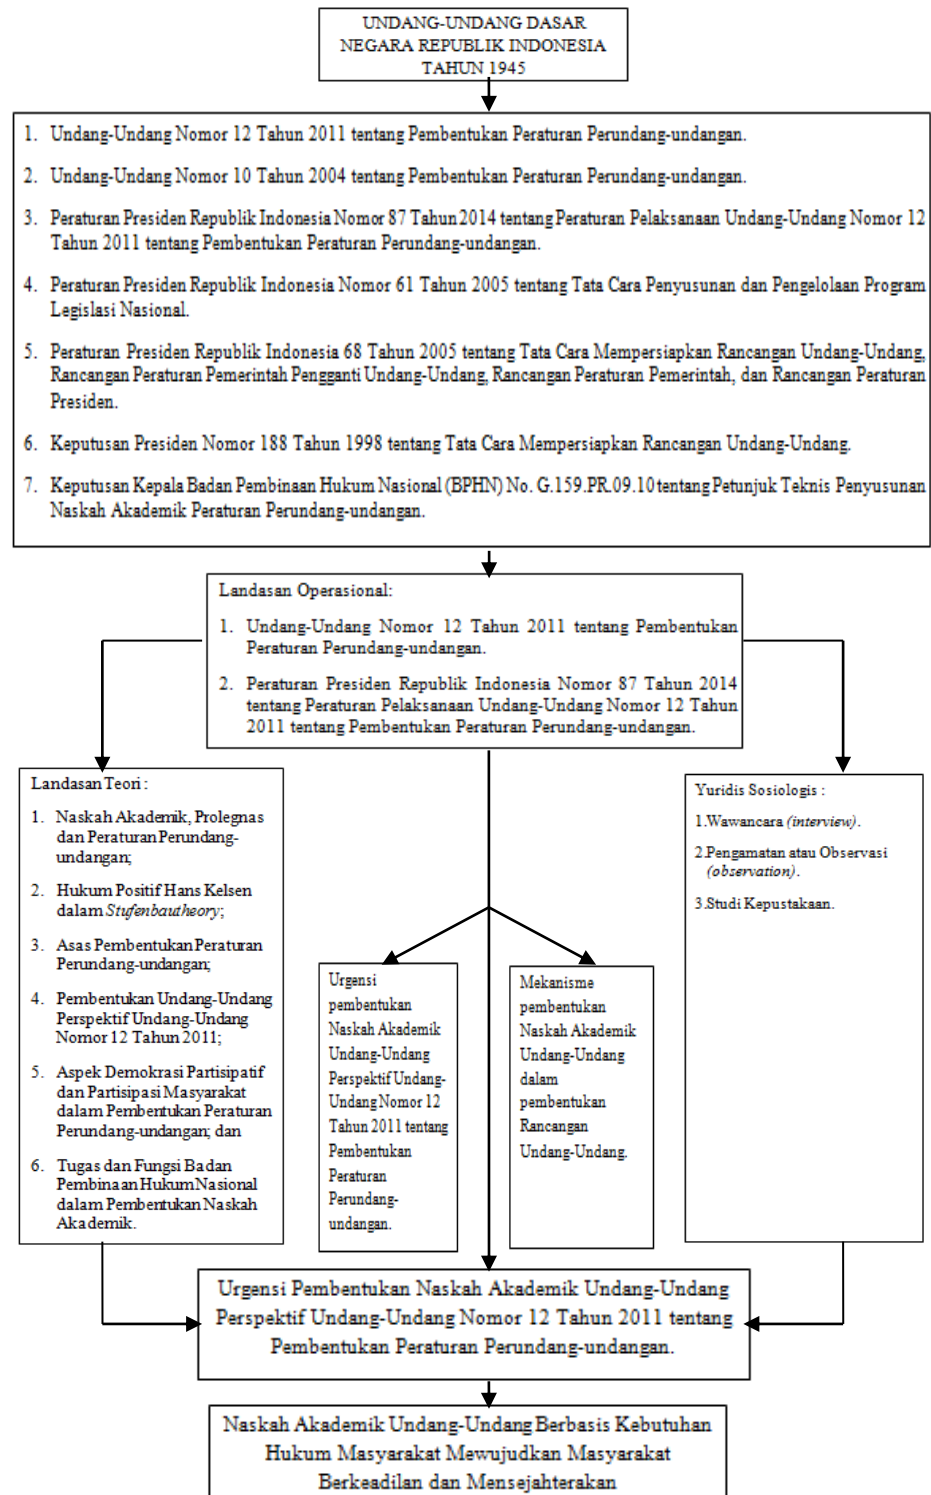 UNDANG-UNDANG DASAR
NEGARA REPUBLIK INDONESIA
TAHUN 1945
1. Undang-Undang Nomor 12 Tahun 2011 tentang Pembentukan Peraturan Perundang-undangan.
2. Undang-Undang Nomor 10 Tahun 2004 tentang Pembentukan Peraturan Perundang-undangan.
3. Peraturan Presiden Republik Indonesia Nomor 87 Tahun 2014 tentang Peraturan Pelaksanaan Undang-Undang Nomor 12
Tahun 2011 tentang Pembentukan Peraturan Perundang-undangan.
4. Peraturan Presiden Republik Indonesia Nomor 61 Tahun 2005 tentang Tata Cara Penyusunan dan Pengelolaan Program
Legislasi Nasional.
5. Peraturan Presiden Republik Indonesia 68 Tahun 2005 tentang Tata Cara Mempersiapkan Rancangan Undang-Undang,
Rancangan Peraturan Pemerintah Pengganti Undang-Undang, Rancangan Peraturan Pemerintah, dan Rancangan Peraturan
Presiden.
6. Keputusan Presiden Nomor 188 Tahun 1998 tentang Tata Cara Mempersiapkan Rancangan Undang-Undang.
7. Keputusan Kepala Badan Pembinaan Hukum Nasional (BPHN) No. G.159.PR.09.10 tentang Petunjuk Teknis Penyusunan
Naskah Akademik Peraturan Perundang-undangan.
Landasan Operasional:
1. Undang-Undang Nomor 12 Tahun 2011 tentang Pembentukan
Peraturan Perundang-undangan.
2. Peraturan Presiden Republik Indonesia Nomor 87 Tahun 2014
tentang Peraturan Pelaksanaan Undang-Undang Nomor 12 Tahun
2011 tentang Pembentukan Peraturan Perundang-undangan.
Landasan Teori :
1. Naskah Akademik, Prolegnas
dan Peraturan Perundang-
undangan;
2. Hukum Positif Hans Kelsen
dalam Stufenbautheory;
3. Asas Pembentukan Peraturan
Perundang-undangan;
4. Pembentukan Undang-Undang
Perspektif Undang-Undang
Nomor 12 Tahun 2011;
5. Aspek Demokrasi Partisipatif
dan Partisipasi Masyarakat
dalam Pembentukan Peraturan
Perundang-undangan; dan
6. Tugas dan Fungsi Badan
Pembinaan Hukum Nasional
dalam Pembentukan Naskah
Akademik.
Urgensi
pembentukan
Naskah Akademik
Undang-Undang
Perspektif Undang-
Undang Nomor 12
Tahun 2011 tentang
Pembentukan
Peraturan
Perundang-
undangan.
Mekanisme
pembentukan
Naskah Akademik
Undang-Undang
dalam
pembentukan
Rancangan
Undang-Undang.
Yuridis Sosiologis :
1.Wawancara (interview).
2.Pengamatan atau Observasi
(observation).
3.Studi Kepustakaan.
Urgensi Pembentukan Naskah Akademik Undang-Undang
Perspektif Undang-Undang Nomor 12 Tahun 2011 tentang
Pembentukan Peraturan Perundang-undangan.
Naskah Akademik Undang-Undang Berbasis Kebutuhan
Hukum Masyarakat Mewujudkan Masyarakat
Berkeadilan dan Mensejahterakan